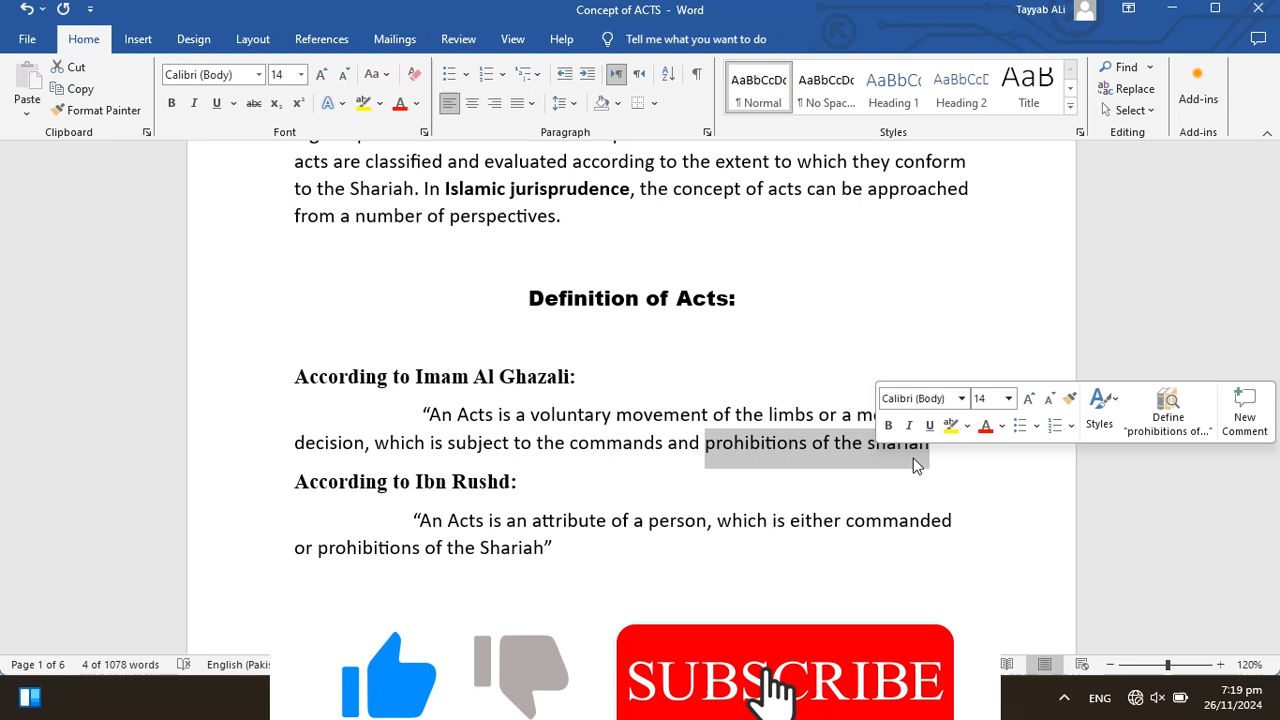 Concept of ACTS - Word
Tayyab ALi
File Home Insert Design Layout References Mailings Review View Help Tell me what you want to do
Paste Cut Copy Format Painter
Calibri (Body) 14
AaBbCcDc AaBbCcDc AaBbCc AaBbCcD AaB
¶ Normal ¶ No Spac... Heading 1 Heading 2 Title
Find Replace Select
Add-ins
Clipboard Font Paragraph Styles Editing Add-ins
acts are classified and evaluated according to the extent to which they conform
to the Shariah. In Islamic jurisprudence, the concept of acts can be approached
from a number of perspectives.
Definition of Acts:
According to Imam Al Ghazali:
“An Acts is a voluntary movement of the limbs or a
decision, which is subject to the commands and prohibitions of the shariah
Calibri (Body) 14
Styles
Define "prohibitions of..."
New Comment
According to Ibn Rushd:
“An Acts is an attribute of a person, which is either commanded
or prohibitions of the Shariah”
SUBSCRIBE
Page 1 of 6 4 of 1078 words English (Pakis
120%
ENG
7:19 pm
26/11/2024